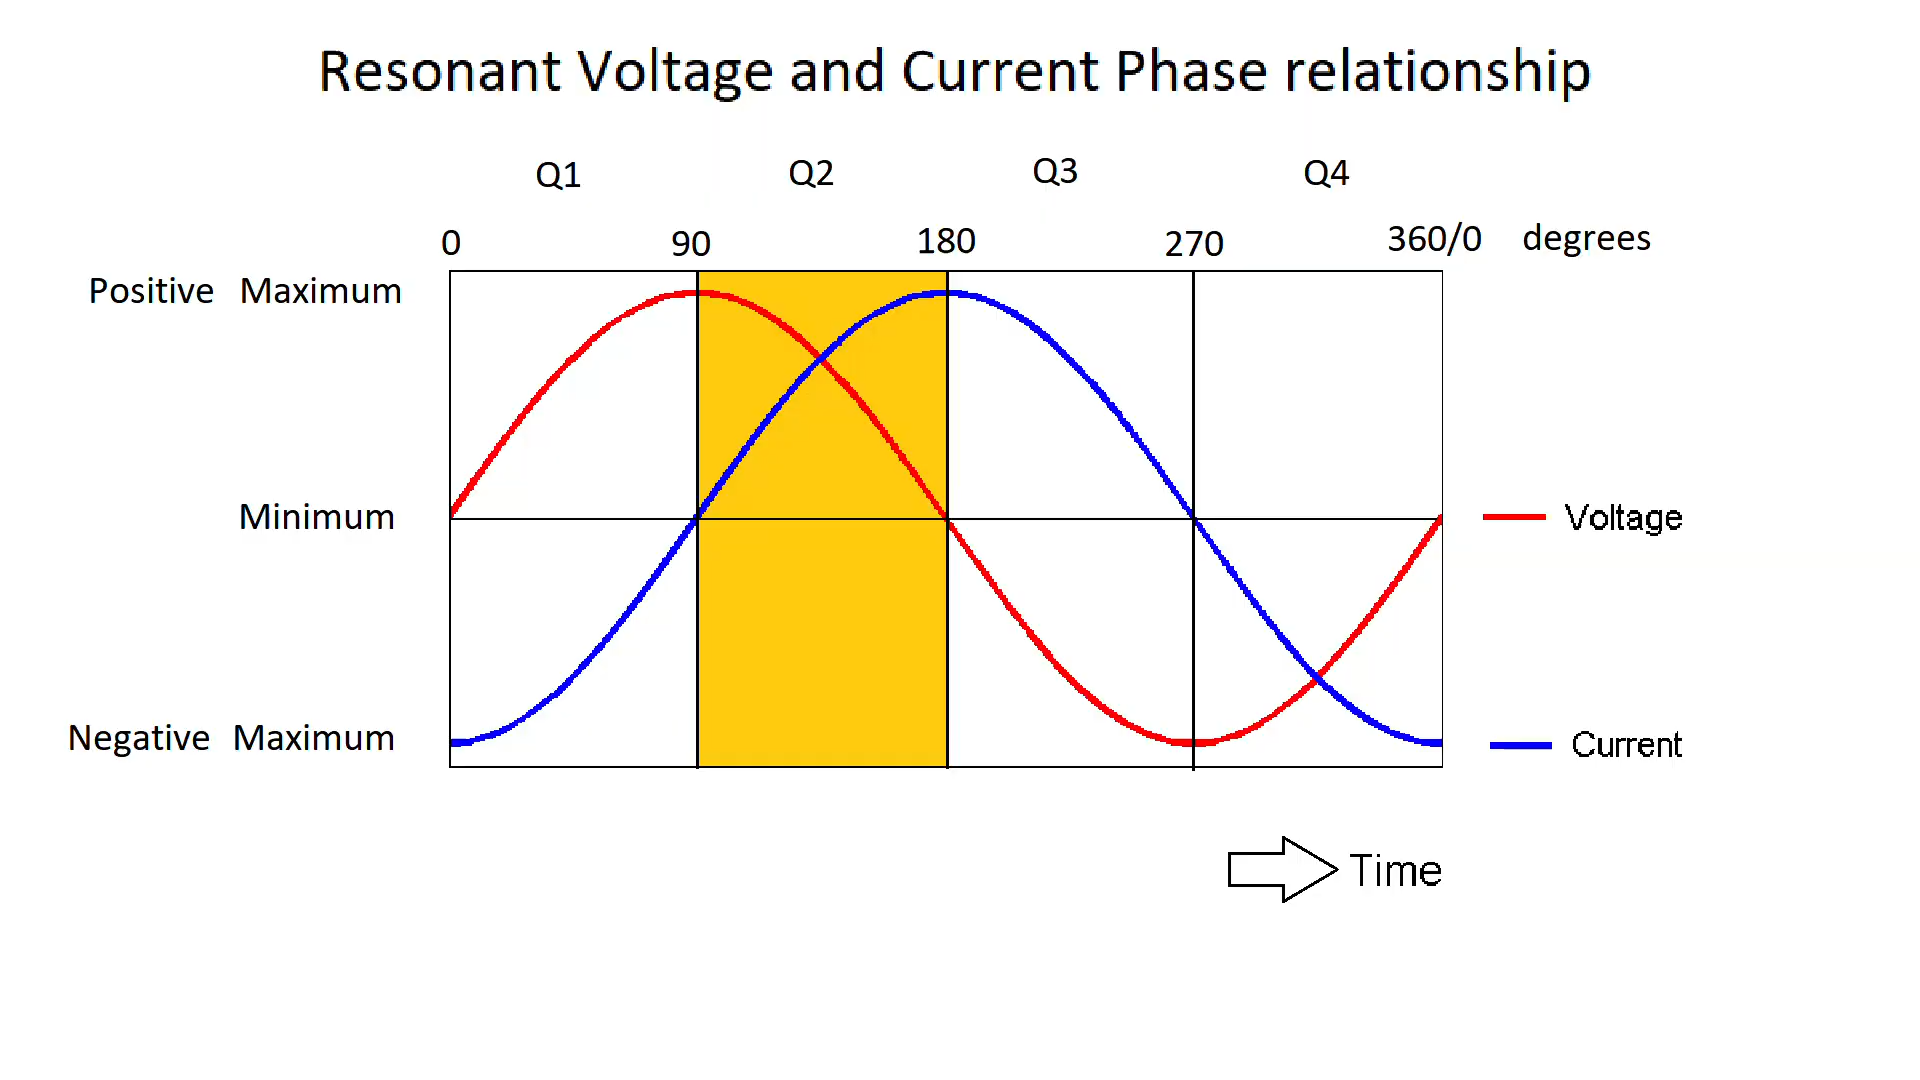 Resonant Voltage and Current Phase relationship
Q1 Q2 Q3 Q4
0 90 180 270 360/0 degrees
Positive Maximum
Minimum
Voltage
Negative Maximum
Current
Time